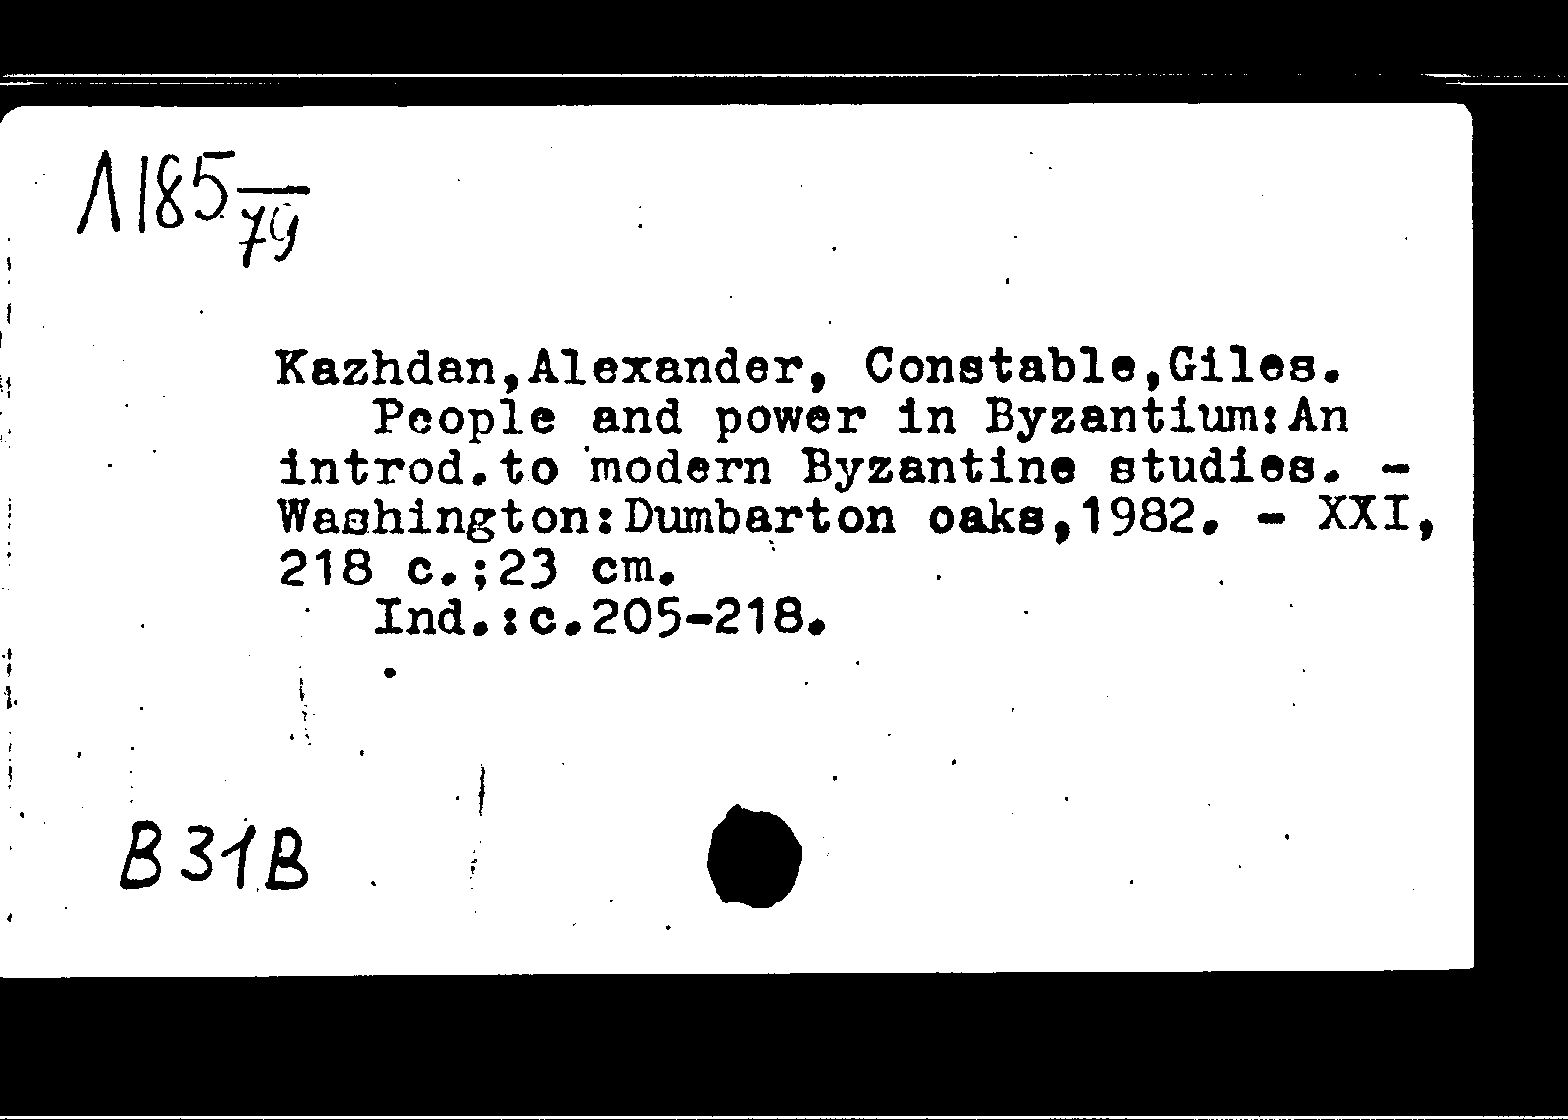 Л185
79
Kazhdan,Alexander, Constable,Giles.
People and power in Byzantium:An
introd.to modern Byzantine studies. -
Washington:Dumbarton oaks,1982. - XXI,
218 c.;23 cm.
Ind.:c.205-218.
B31B